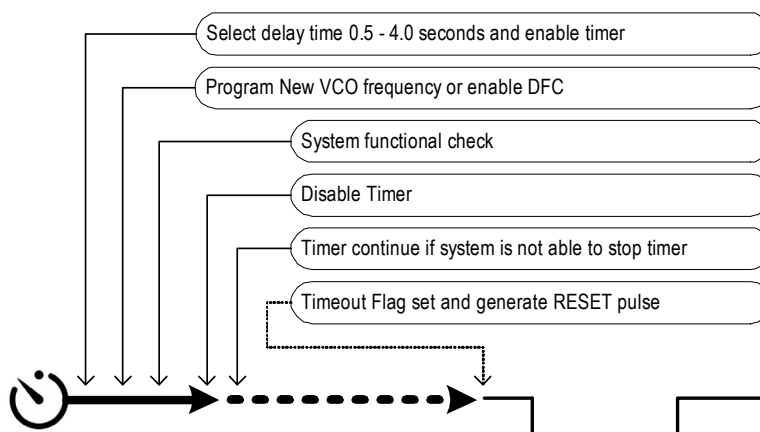 Select delay time 0.5 - 4.0 seconds and enable timer
Program New VCO frequency or enable DFC
System functional check
Disable Timer
Timer continue if system is not able to stop timer
Timeout Flag set and generate RESET pulse